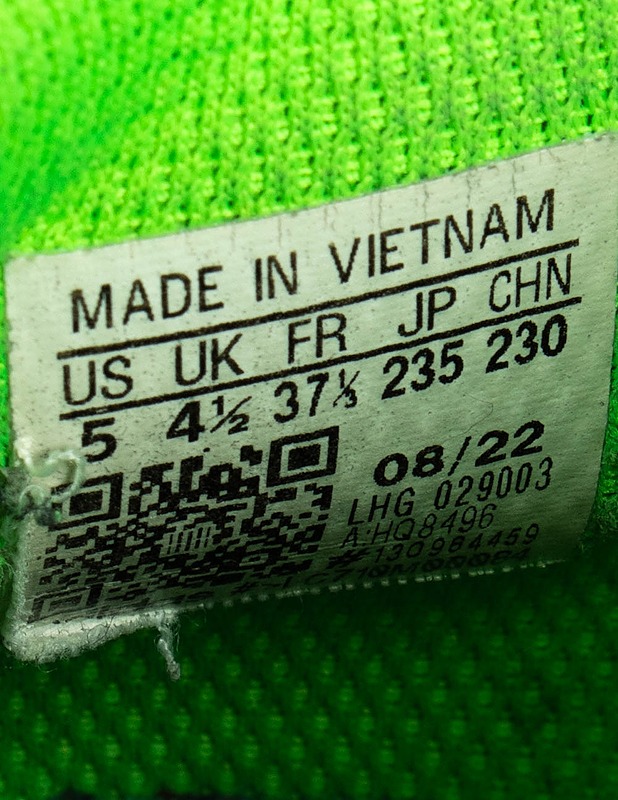 MADE IN VIETNAM
US UK FR JP CHN
5 4½ 37⅓ 235 230
08/22
LHG 029003
A:HQ8496
#130984459